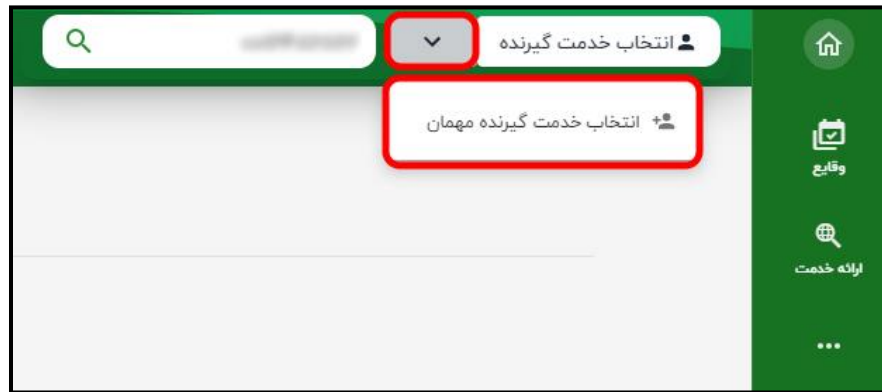 انتخاب خدمت گیرنده
انتخاب خدمت گیرنده مهمان
وقایع
ارائه خدمت